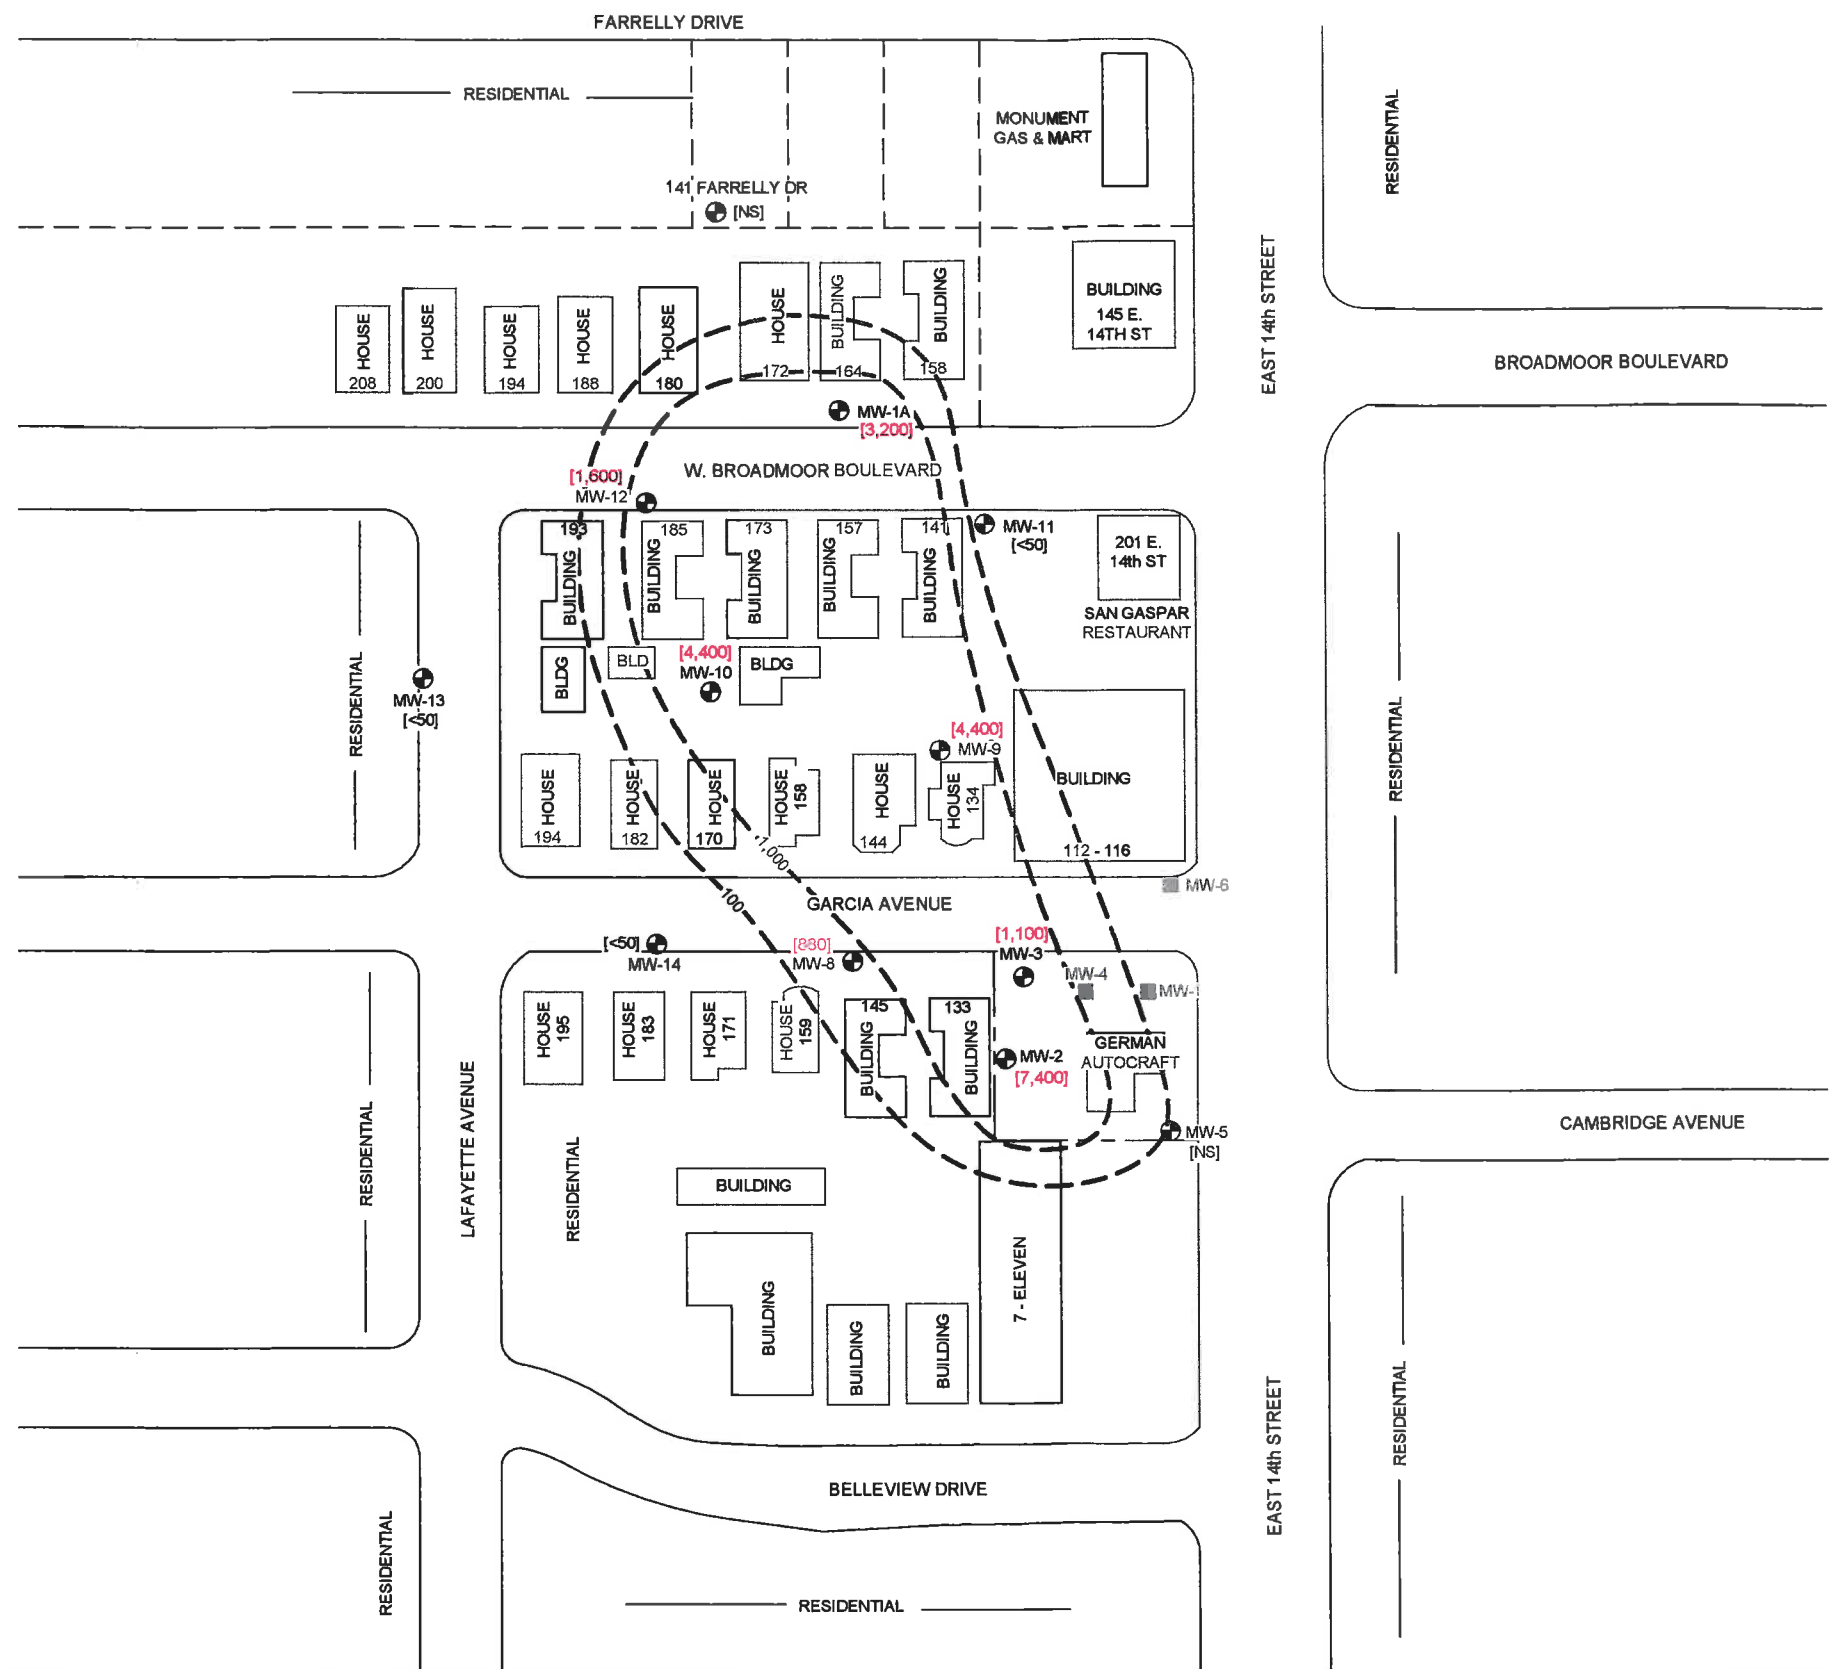 FARRELLY DRIVE
RESIDENTIAL
MONUMENT
GAS & MART
RESIDENTIAL
141 FARRELLY DR
[NS]
EAST 14th STREET
HOUSE
208
HOUSE
200
HOUSE
194
HOUSE
188
HOUSE
180
HOUSE
172
BUILDING
164
BUILDING
158
BUILDING
145 E.
14TH ST
BROADMOOR BOULEVARD
MW-1A
[3,200]
W. BROADMOOR BOULEVARD
[1,600]
MW-12
193
BUILDING
185
BUILDING
173
BUILDING
157
BUILDING
141
BUILDING
MW-11
[<50]
201 E.
14th ST
SAN GASPAR
RESTAURANT
RESIDENTIAL
MW-13
[<50]
BLDG
BLD
[4,400]
MW-10
BLDG
[4,400]
MW-9
RESIDENTIAL
HOUSE
194
HOUSE
182
HOUSE
170
HOUSE
158
HOUSE
144
HOUSE
134
BUILDING
112 - 116
1,000
100
GARCIA AVENUE
MW-6
[<50]
MW-14
[880]
MW-8
[1,100]
MW-3
MW-4
MW-
HOUSE
195
HOUSE
183
HOUSE
171
HOUSE
159
145
BUILDING
133
BUILDING
MW-2
[7,400]
GERMAN
AUTOCRAFT
MW-5
[NS]
CAMBRIDGE AVENUE
RESIDENTIAL
LAFAYETTE AVENUE
RESIDENTIAL
BUILDING
BUILDING
BUILDING
BUILDING
7 - ELEVEN
EAST 14th STREET
RESIDENTIAL
BELLEVIEW DRIVE
RESIDENTIAL
RESIDENTIAL